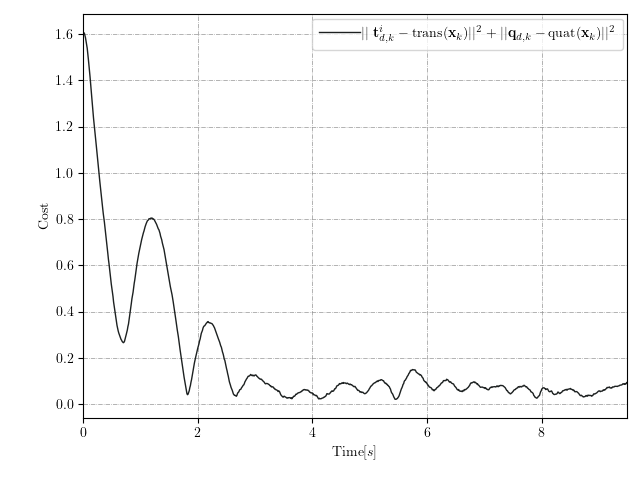 || t^i_{d,k} − trans(x_k)||² + ||q_{d,k} − quat(x_k)||²
1.6
1.4
1.2
1.0
0.8
0.6
0.4
0.2
0.0
Cost
0 2 4 6 8
Time[s]